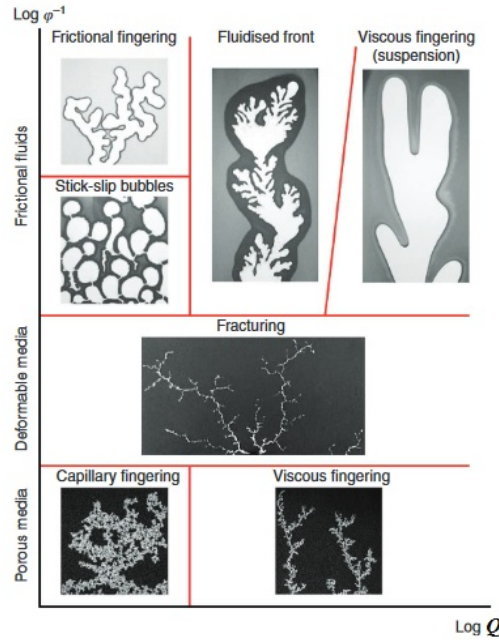 Log φ⁻¹
Frictional fingering
Fluidised front
Viscous fingering
(suspension)
Stick-slip bubbles
Frictional fluids
Fracturing
Deformable media
Capillary fingering
Viscous fingering
Porous media
Log Q